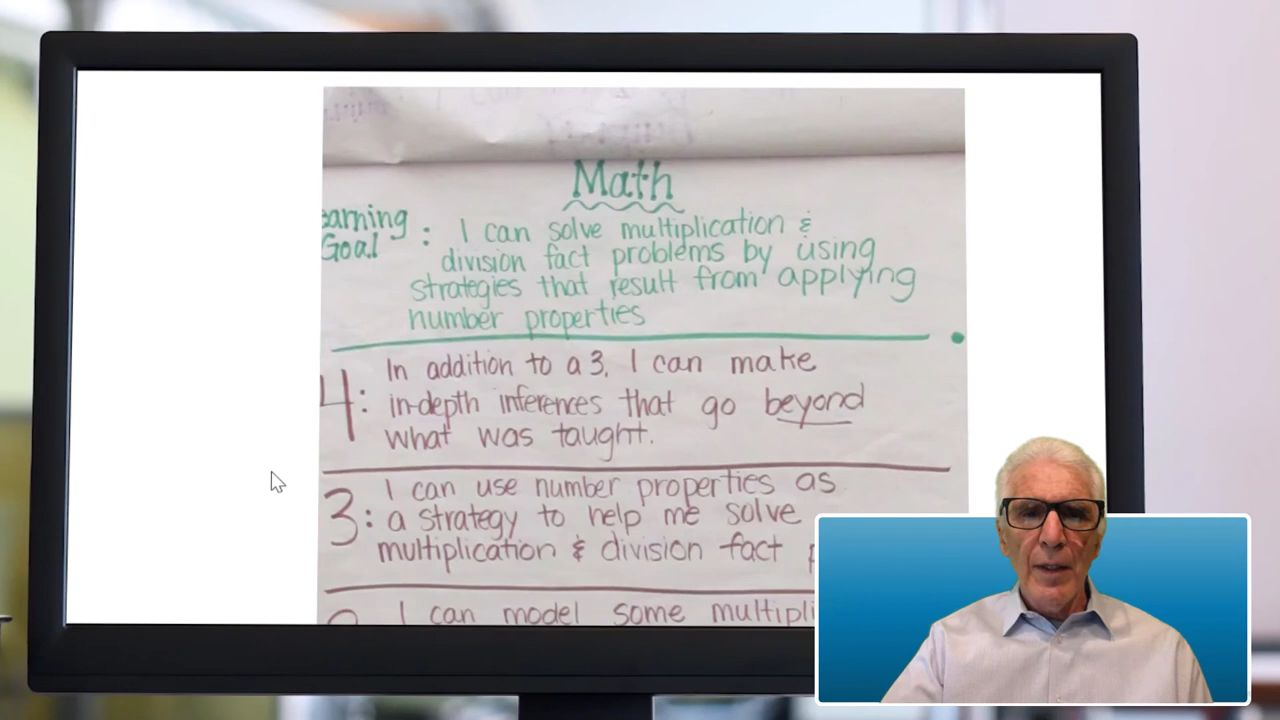 Math
earning
Goal : I can solve multiplication &
division fact problems by using
strategies that result from applying
number properties
4: In addition to a 3, I can make
in-depth inferences that go beyond
what was taught.
3: I can use number properties as
a strategy to help me solve
multiplication & division fact
I can model some multipli